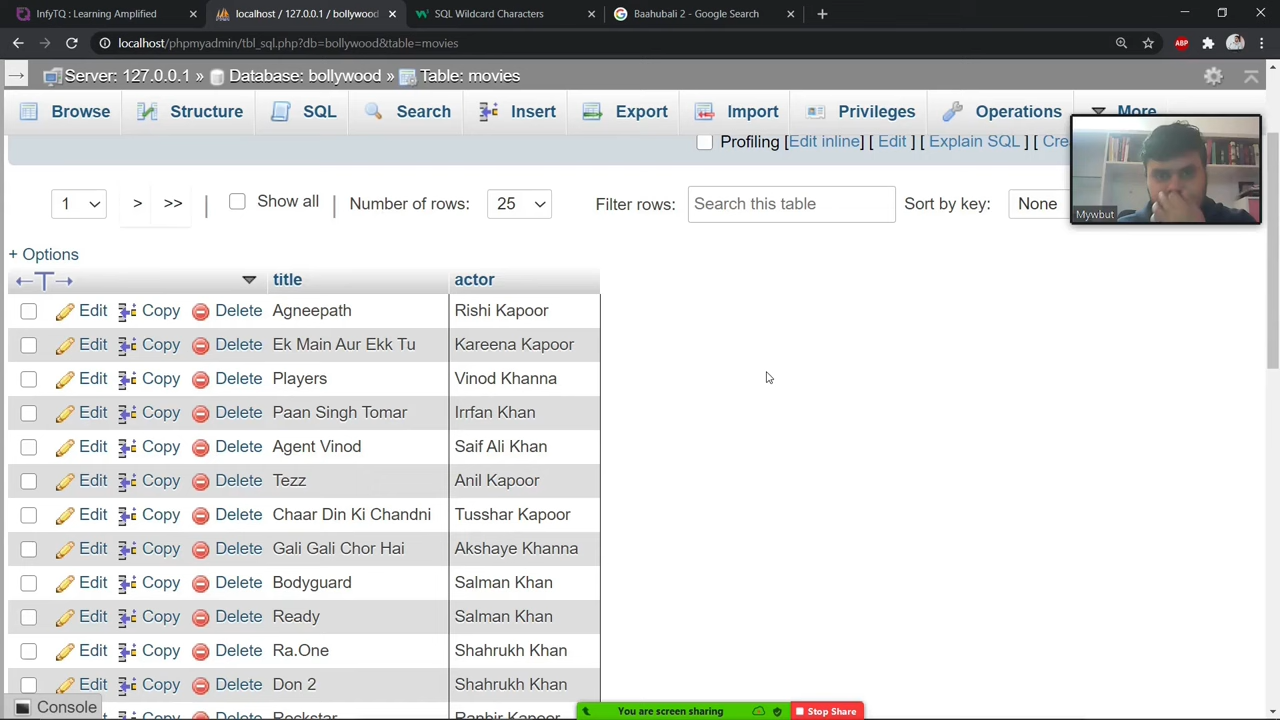 InfyTQ : Learning Amplified
localhost / 127.0.0.1 / bollywood
SQL Wildcard Characters
Baahubali 2 - Google Search
localhost/phpmyadmin/tbl_sql.php?db=bollywood&table=movies
ABP
Server: 127.0.0.1 » Database: bollywood » Table: movies
Browse Structure SQL Search Insert Export Import Privileges Operations More
Profiling [Edit inline] [ Edit ] [ Explain SQL ] [ Cre
Mywbut
1 > >> Show all Number of rows: 25 Filter rows: Search this table Sort by key: None
+ Options
←T→ title actor
Edit Copy Delete Agneepath Rishi Kapoor
Edit Copy Delete Ek Main Aur Ekk Tu Kareena Kapoor
Edit Copy Delete Players Vinod Khanna
Edit Copy Delete Paan Singh Tomar Irrfan Khan
Edit Copy Delete Agent Vinod Saif Ali Khan
Edit Copy Delete Tezz Anil Kapoor
Edit Copy Delete Chaar Din Ki Chandni Tusshar Kapoor
Edit Copy Delete Gali Gali Chor Hai Akshaye Khanna
Edit Copy Delete Bodyguard Salman Khan
Edit Copy Delete Ready Salman Khan
Edit Copy Delete Ra.One Shahrukh Khan
Edit Copy Delete Don 2 Shahrukh Khan
Rockstar Ranbir Kapoor
Console
You are screen sharing Stop Share